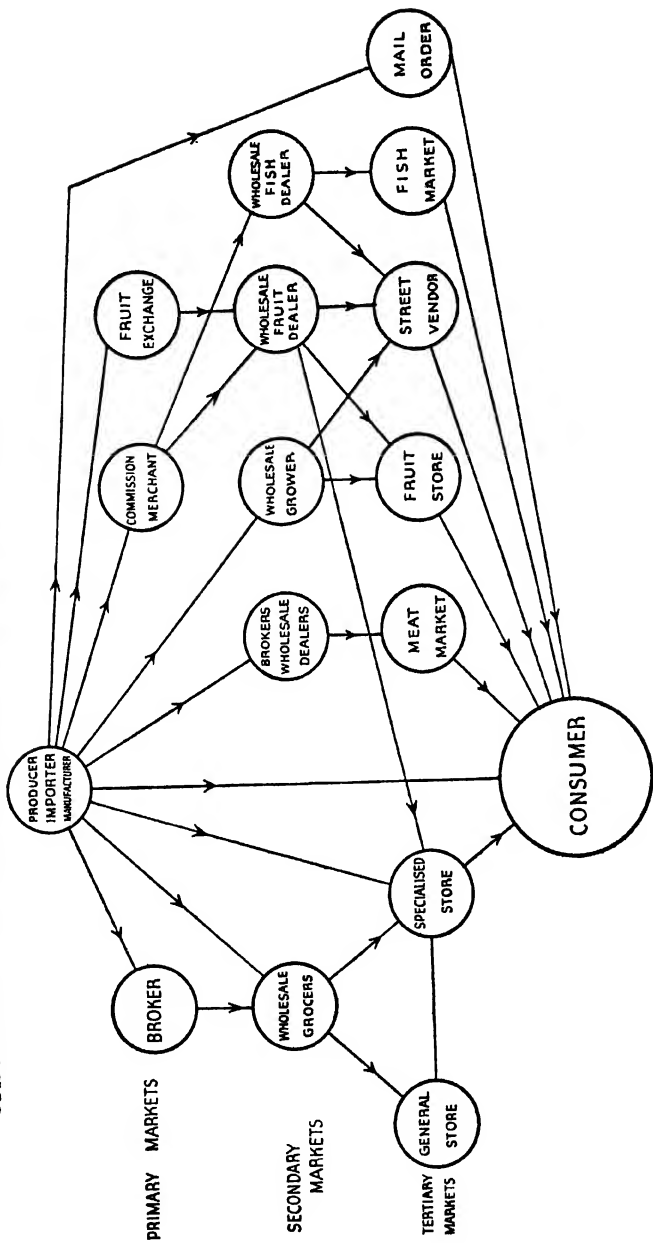 PRODUCER
IMPORTER
MANUFACTURER
PRIMARY MARKETS
BROKER
COMMISSION
MERCHANT
FRUIT
EXCHANGE
SECONDARY
MARKETS
WHOLESALE
GROCERS
BROKERS
WHOLESALE
DEALERS
WHOLESALE
GROWER
WHOLESALE
FRUIT
DEALER
WHOLESALE
FISH
DEALER
TERTIARY
MARKETS
GENERAL
STORE
SPECIALISED
STORE
MEAT
MARKET
FRUIT
STORE
STREET
VENDOR
FISH
MARKET
MAIL
ORDER
CONSUMER